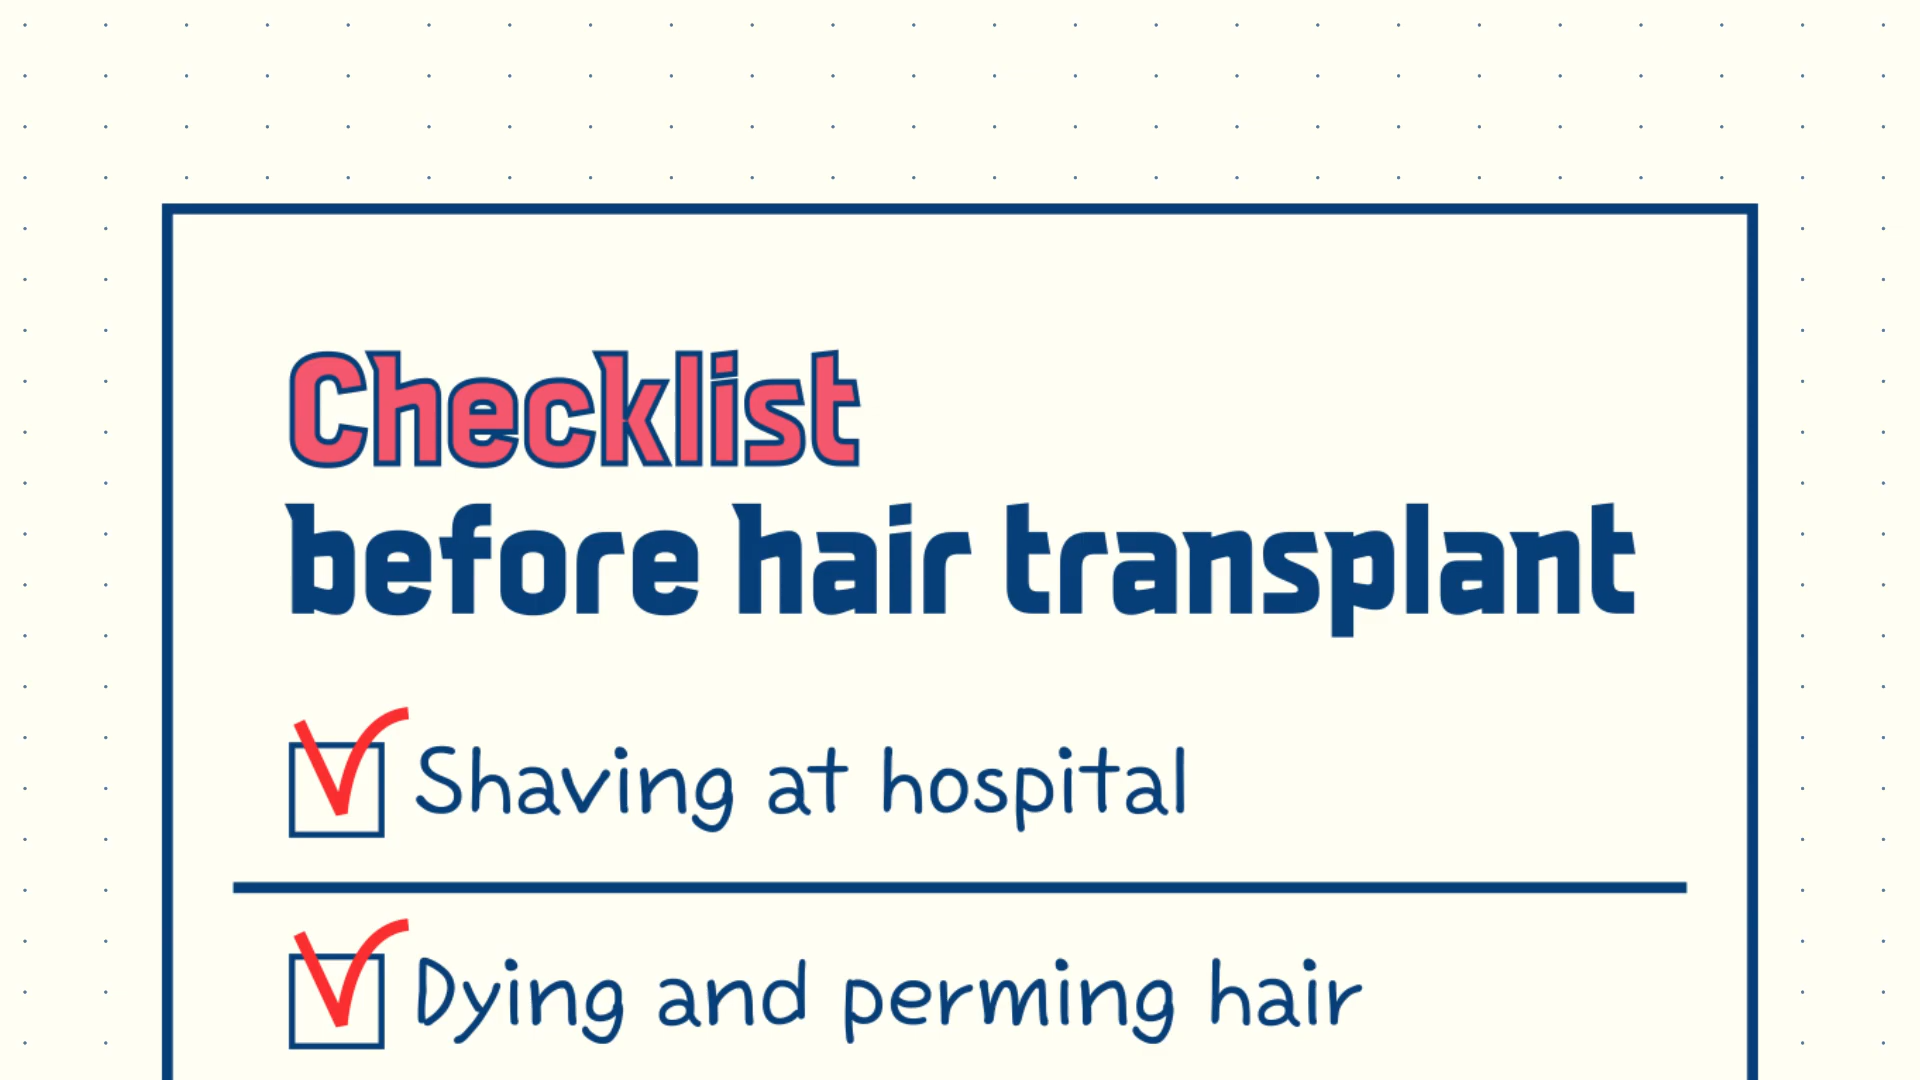 Checklist
before hair transplant
Shaving at hospital
Dying and perming hair